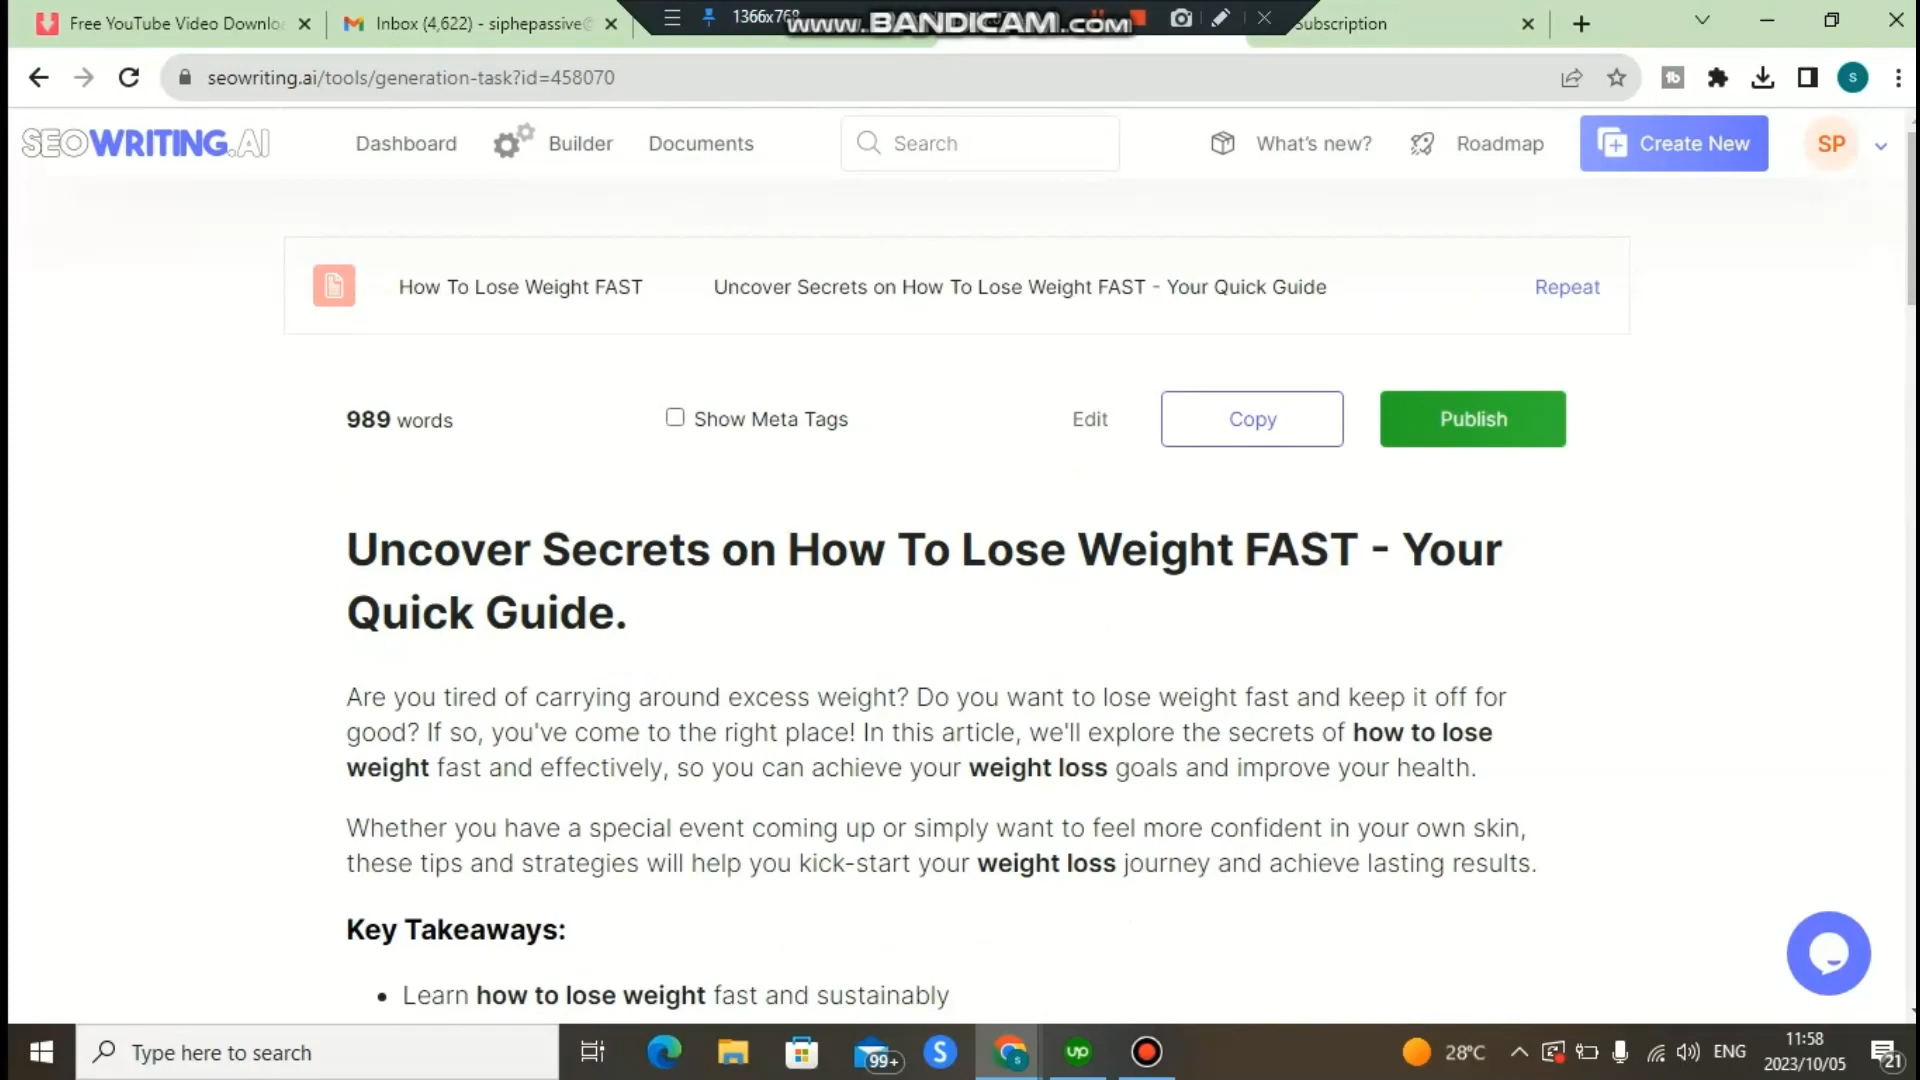 Free YouTube Video Downlo
Inbox (4,622) - siphepassive@
1366x768
www.BANDICAM.com
Subscription
seowriting.ai/tools/generation-task?id=458070
S
SEOWRITING.AI
Dashboard
Builder
Documents
Search
What's new?
Roadmap
Create New
SP
How To Lose Weight FAST
Uncover Secrets on How To Lose Weight FAST - Your Quick Guide
Repeat
989 words
Show Meta Tags
Edit
Copy
Publish
Uncover Secrets on How To Lose Weight FAST - Your
Quick Guide.
Are you tired of carrying around excess weight? Do you want to lose weight fast and keep it off for
good? If so, you've come to the right place! In this article, we'll explore the secrets of how to lose
weight fast and effectively, so you can achieve your weight loss goals and improve your health.
Whether you have a special event coming up or simply want to feel more confident in your own skin,
these tips and strategies will help you kick-start your weight loss journey and achieve lasting results.
Key Takeaways:
Learn how to lose weight fast and sustainably
Type here to search
99+
S
up
28°C
ENG
11:58
2023/10/05
21